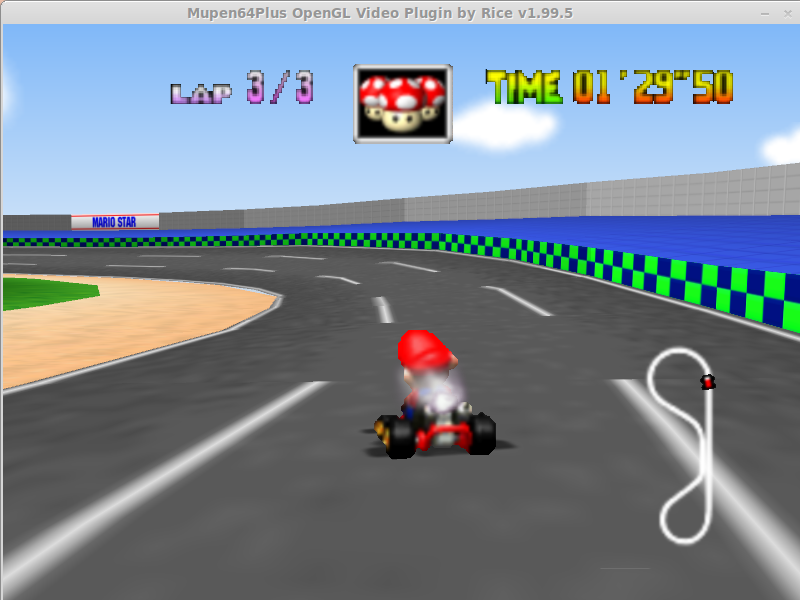 Mupen64Plus OpenGL Video Plugin by Rice v1.99.5
LAP 3/3 TIME 01'29"50
MARIO STAR